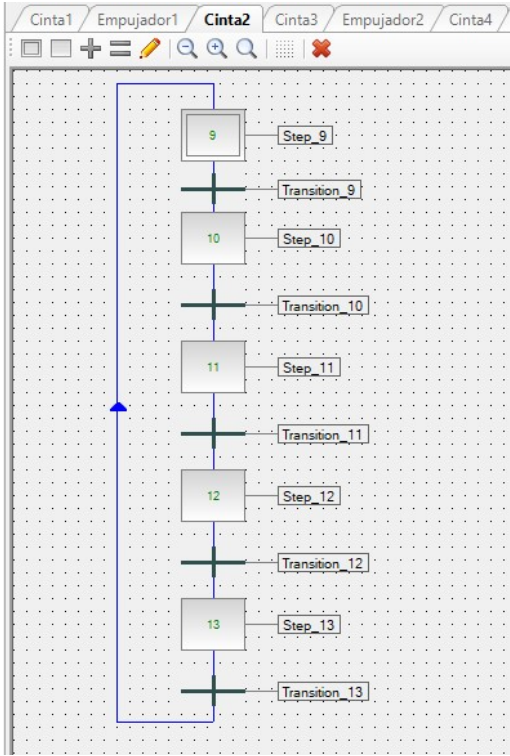 Cinta1 Empujador1 Cinta2 Cinta3 Empujador2 Cinta4
9 Step_9
Transition_9
10 Step_10
Transition_10
11 Step_11
Transition_11
12 Step_12
Transition_12
13 Step_13
Transition_13